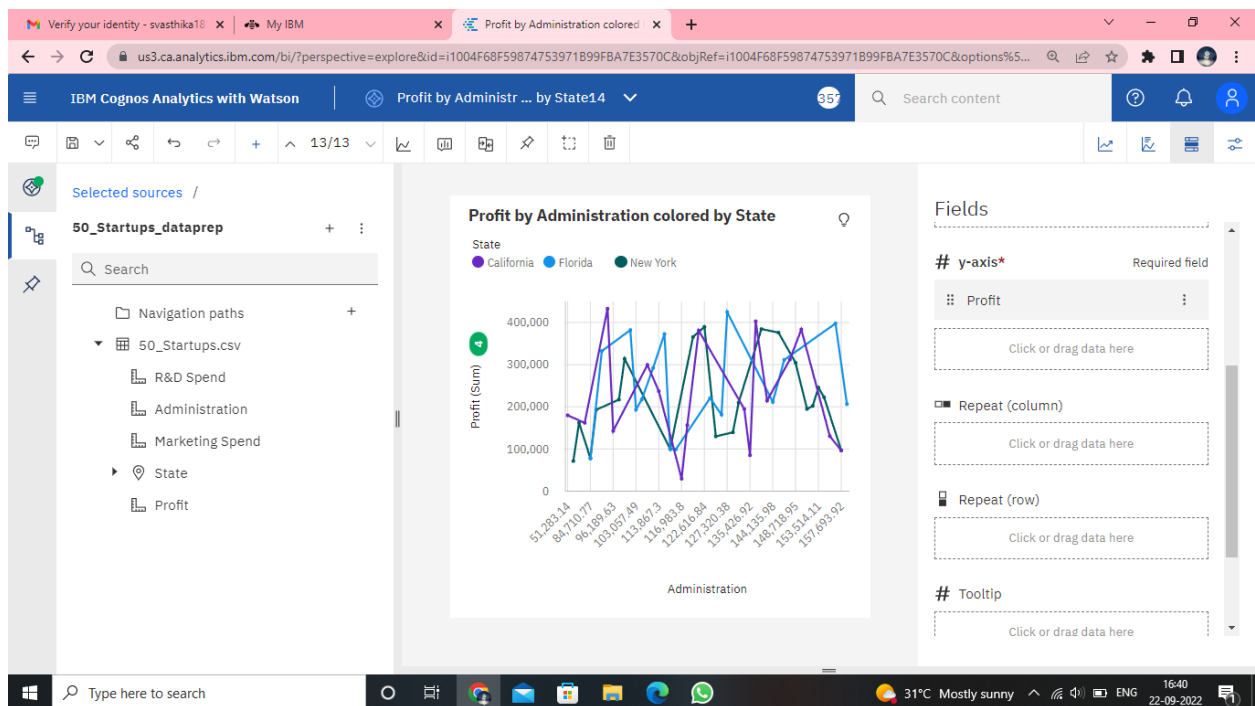 Verify your identity - svasthika18
My IBM
Profit by Administration colored
us3.ca.analytics.ibm.com/bi/?perspective=explore&id=i1004F68F59874753971B99FBA7E3570C&objRef=i1004F68F59874753971B99FBA7E3570C&options%5...
IBM Cognos Analytics with Watson
Profit by Administr ... by State14
357
Search content
13/13
Selected sources /
50_Startups_dataprep
Search
Navigation paths
50_Startups.csv
R&D Spend
Administration
Marketing Spend
State
Profit
Profit by Administration colored by State
State
California Florida New York
400,000
300,000
200,000
100,000
0
Profit (Sum)
4
51,283.14
84,710.77
96,189.63
103,057.49
113,867.3
116,983.8
122,616.84
127,320.38
135,426.92
144,135.98
148,718.95
153,514.11
157,693.92
Administration
Fields
# y-axis* Required field
Profit
Click or drag data here
Repeat (column)
Click or drag data here
Repeat (row)
Click or drag data here
# Tooltip
Click or drag data here
Type here to search
31°C Mostly sunny
ENG
16:40
22-09-2022
1